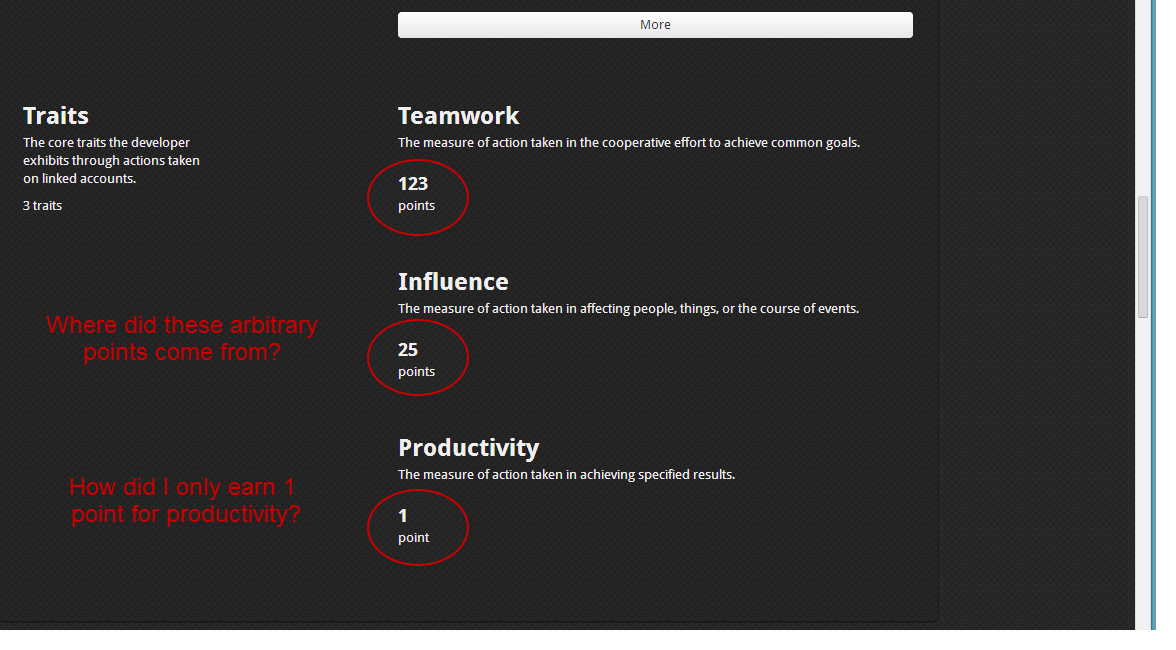 More
Traits
The core traits the developer
exhibits through actions taken
on linked accounts.
3 traits
Teamwork
The measure of action taken in the cooperative effort to achieve common goals.
123
points
Influence
The measure of action taken in affecting people, things, or the course of events.
25
points
Where did these arbitrary
points come from?
Productivity
The measure of action taken in achieving specified results.
1
point
How did I only earn 1
point for productivity?